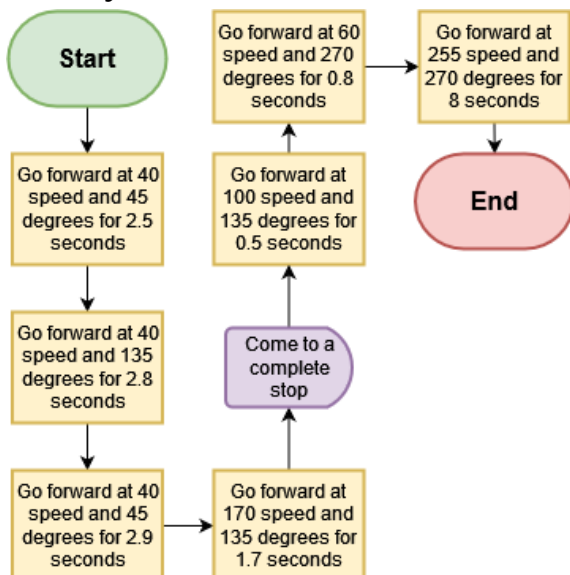 Start
Go forward at 40
speed and 45
degrees for 2.5
seconds
Go forward at 40
speed and 135
degrees for 2.8
seconds
Go forward at 40
speed and 45
degrees for 2.9
seconds
Go forward at
170 speed and
135 degrees for
1.7 seconds
Come to a
complete
stop
Go forward at
100 speed and
135 degrees for
0.5 seconds
Go forward at 60
speed and 270
degrees for 0.8
seconds
Go forward at
255 speed and
270 degrees for
8 seconds
End